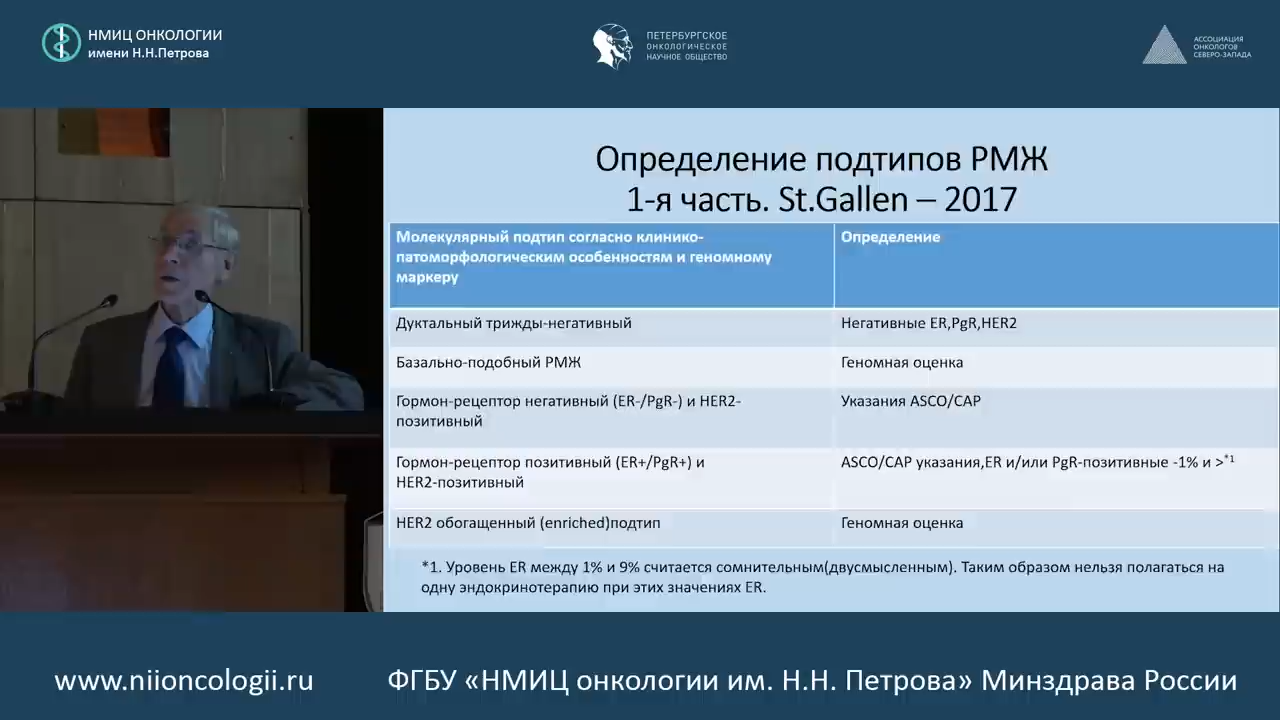 НМИЦ ОНКОЛОГИИ
имени Н.Н.Петрова
ПЕТЕРБУРГСКОЕ
ОНКОЛОГИЧЕСКОЕ
НАУЧНОЕ ОБЩЕСТВО
АССОЦИАЦИЯ
ОНКОЛОГОВ
СЕВЕРО-ЗАПАДА
Определение подтипов РМЖ
1-я часть. St.Gallen – 2017
Молекулярный подтип согласно клинико-
патоморфологическим особенностям и геномному
маркеру
Определение
Дуктальный трижды-негативный
Негативные ER,PgR,HER2
Базально-подобный РМЖ
Геномная оценка
Гормон-рецептор негативный (ER-/PgR-) и HER2-
позитивный
Указания ASCO/CAP
Гормон-рецептор позитивный (ER+/PgR+) и
HER2-позитивный
ASCO/CAP указания,ER и/или PgR-позитивные -1% и >*1
HER2 обогащенный (enriched)подтип
Геномная оценка
*1. Уровень ER между 1% и 9% считается сомнительным(двусмысленным). Таким образом нельзя полагаться на
одну эндокринотерапию при этих значениях ER.
www.niioncologii.ru
ФГБУ «НМИЦ онкологии им. Н.Н. Петрова» Минздрава России